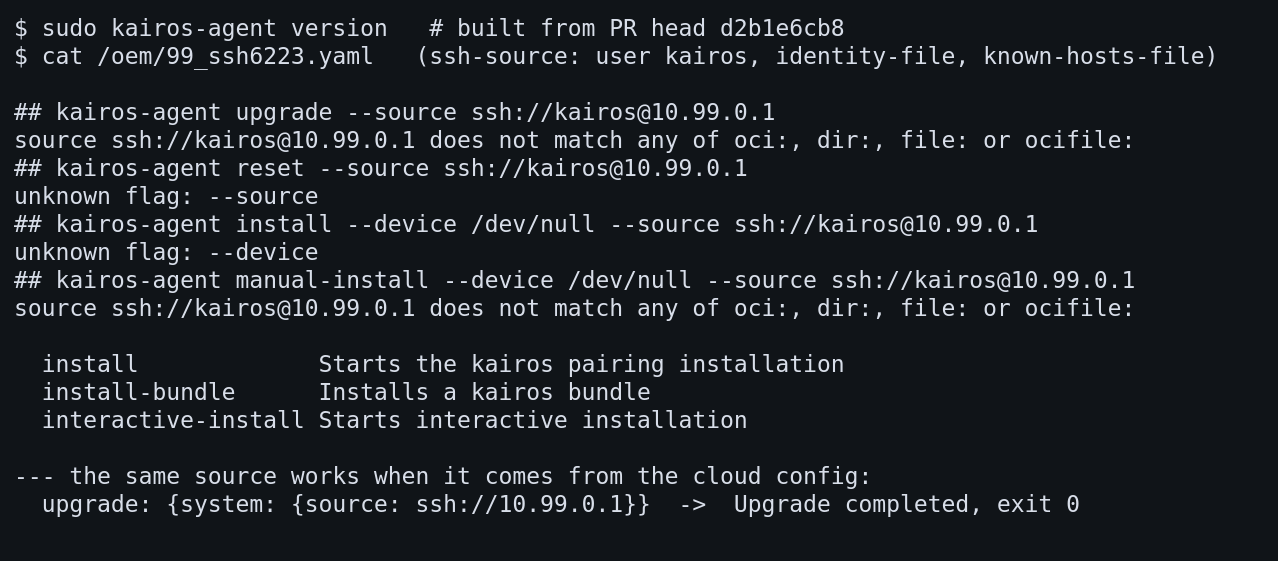 $ sudo kairos-agent version   # built from PR head d2b1e6cb8
$ cat /oem/99_ssh6223.yaml   (ssh-source: user kairos, identity-file, known-hosts-file)

## kairos-agent upgrade --source ssh://kairos@10.99.0.1
source ssh://kairos@10.99.0.1 does not match any of oci:, dir:, file: or ocifile:
## kairos-agent reset --source ssh://kairos@10.99.0.1
unknown flag: --source
## kairos-agent install --device /dev/null --source ssh://kairos@10.99.0.1
unknown flag: --device
## kairos-agent manual-install --device /dev/null --source ssh://kairos@10.99.0.1
source ssh://kairos@10.99.0.1 does not match any of oci:, dir:, file: or ocifile:

  install             Starts the kairos pairing installation
  install-bundle      Installs a kairos bundle
  interactive-install Starts interactive installation

--- the same source works when it comes from the cloud config:
  upgrade: {system: {source: ssh://10.99.0.1}}  ->  Upgrade completed, exit 0